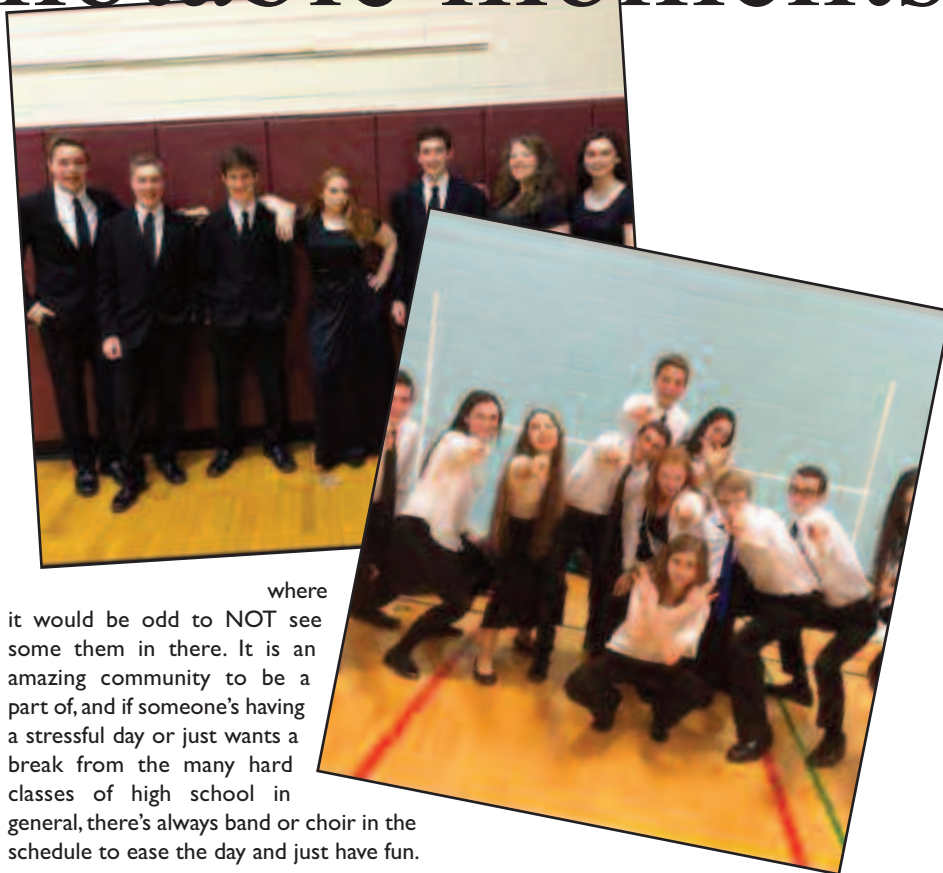 notable moments
where
it would be odd to NOT see
some them in there. It is an
amazing community to be a
part of, and if someone's having
a stressful day or just wants a
break from the many hard
classes of high school in
general, there's always band or choir in the
schedule to ease the day and just have fun.